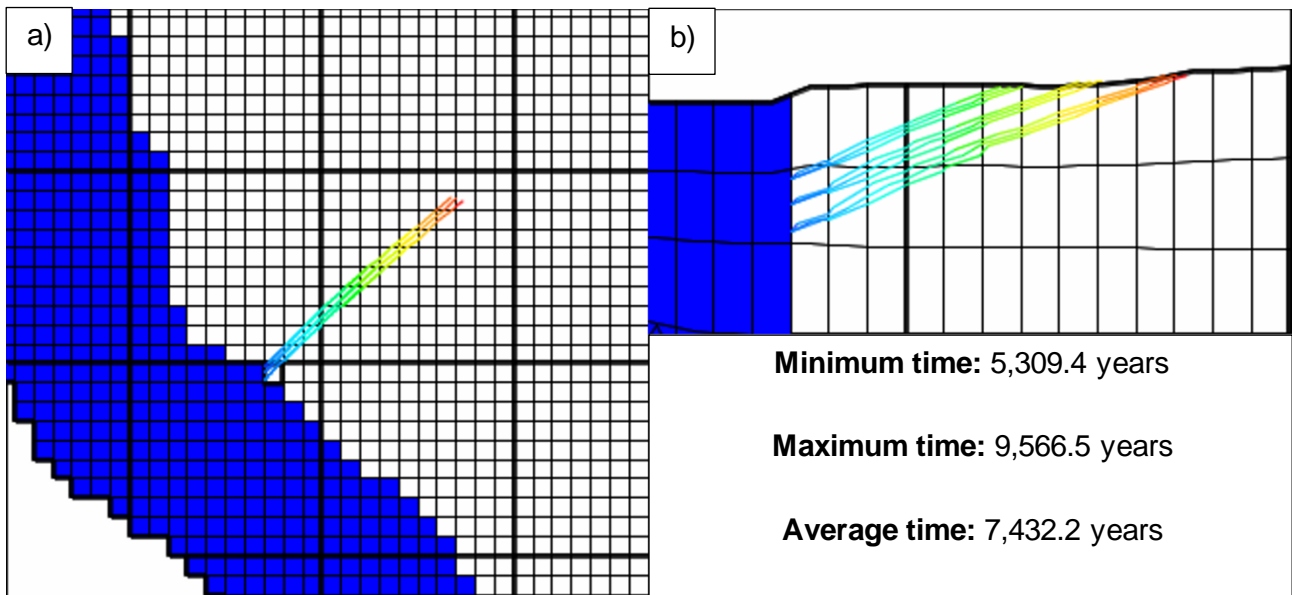 a)
b)
Minimum time: 5,309.4 years
Maximum time: 9,566.5 years
Average time: 7,432.2 years